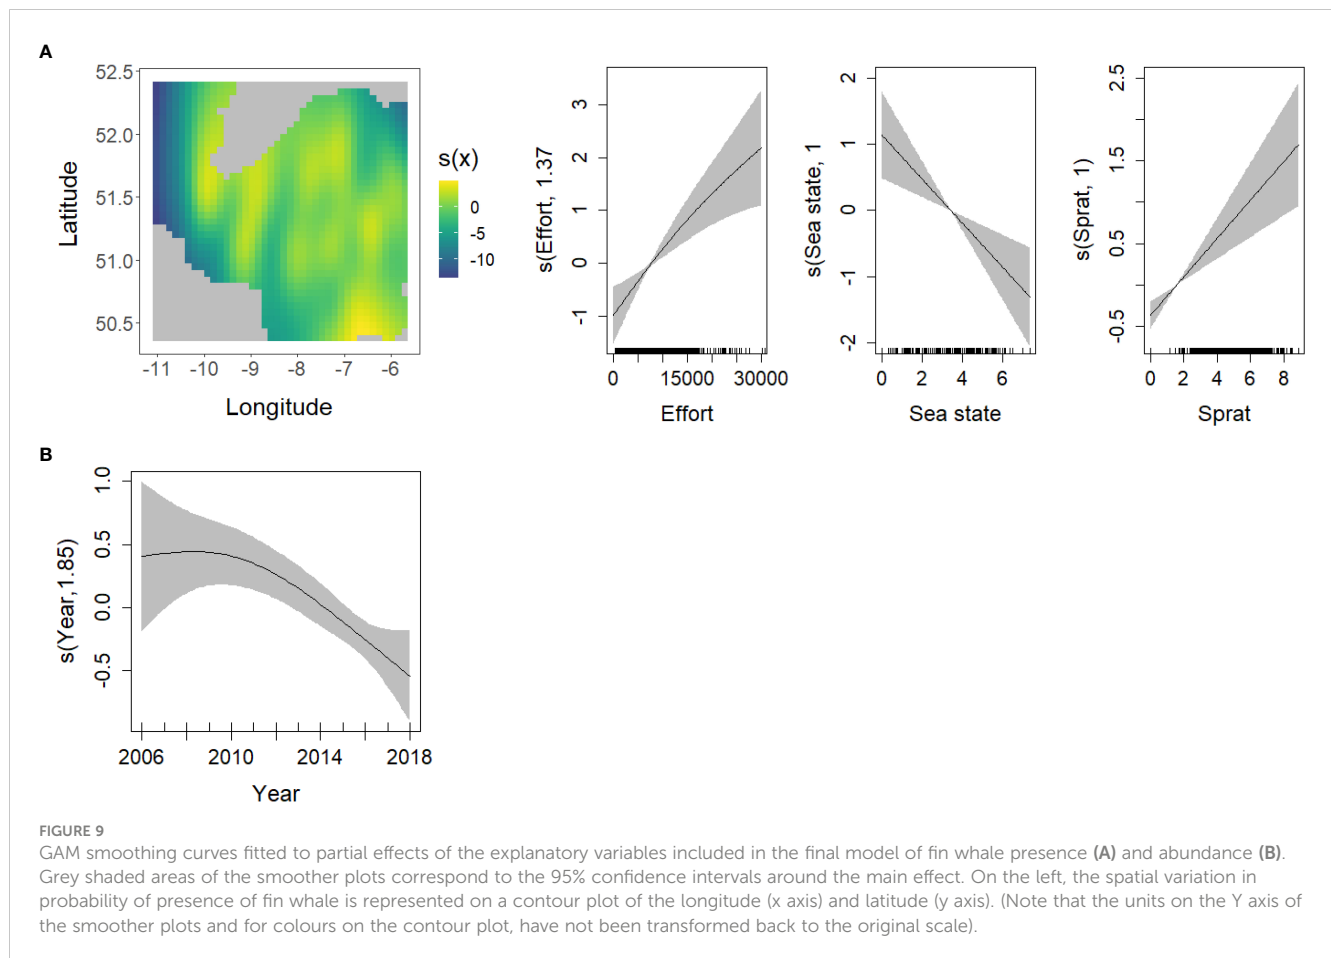 A
52.5
52.0
51.5
51.0
50.5
Latitude
-11 -10 -9 -8 -7 -6
Longitude
s(x)
0
-5
-10
3
2
1
0
-1
s(Effort, 1.37
0 15000 30000
Effort
2
1
0
-1
-2
s(Sea state, 1
0 2 4 6
Sea state
2.5
1.5
0.5
-0.5
s(Sprat, 1)
0 2 4 6 8
Sprat
B
1.0
0.5
0.0
-0.5
s(Year,1.85)
2006 2010 2014 2018
Year
FIGURE 9
GAM smoothing curves fitted to partial effects of the explanatory variables included in the final model of fin whale presence (A) and abundance (B).
Grey shaded areas of the smoother plots correspond to the 95% confidence intervals around the main effect. On the left, the spatial variation in
probability of presence of fin whale is represented on a contour plot of the longitude (x axis) and latitude (y axis). (Note that the units on the Y axis of
the smoother plots and for colours on the contour plot, have not been transformed back to the original scale).